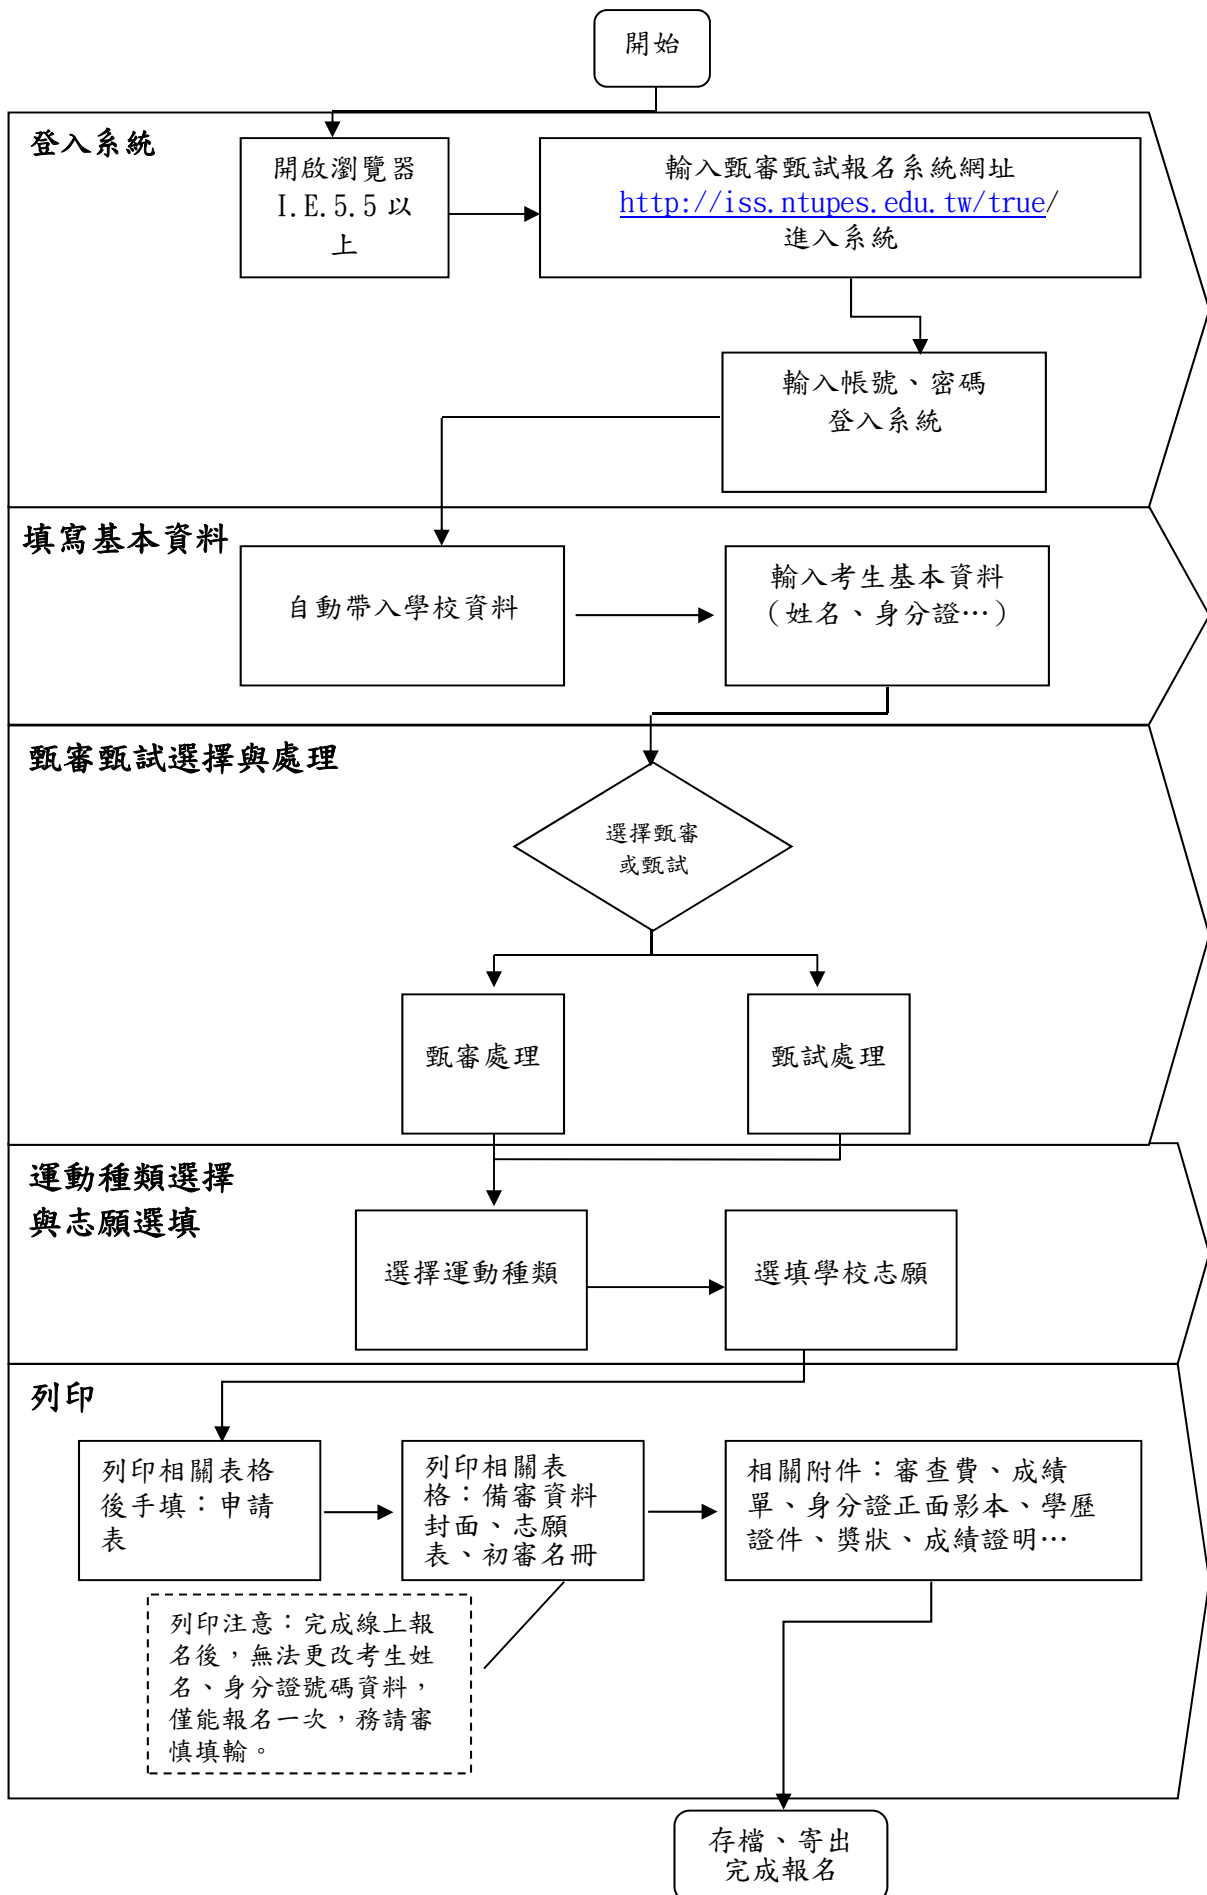 開始
登入系統
開啟瀏覽器
I.E.5.5 以
上
輸入甄審甄試報名系統網址
http://iss.ntupes.edu.tw/true/
進入系統
輸入帳號、密碼
登入系統
填寫基本資料
自動帶入學校資料
輸入考生基本資料
（姓名、身分證…）
甄審甄試選擇與處理
選擇甄審
或甄試
甄審處理
甄試處理
運動種類選擇
與志願選填
選擇運動種類
選填學校志願
列印
列印相關表格
後手填：申請
表
列印相關表
格：備審資料
封面、志願
表、初審名冊
相關附件：審查費、成績
單、身分證正面影本、學歷
證件、獎狀、成績證明…
列印注意：完成線上報
名後，無法更改考生姓
名、身分證號碼資料，
僅能報名一次，務請審
慎填輸。
存檔、寄出
完成報名